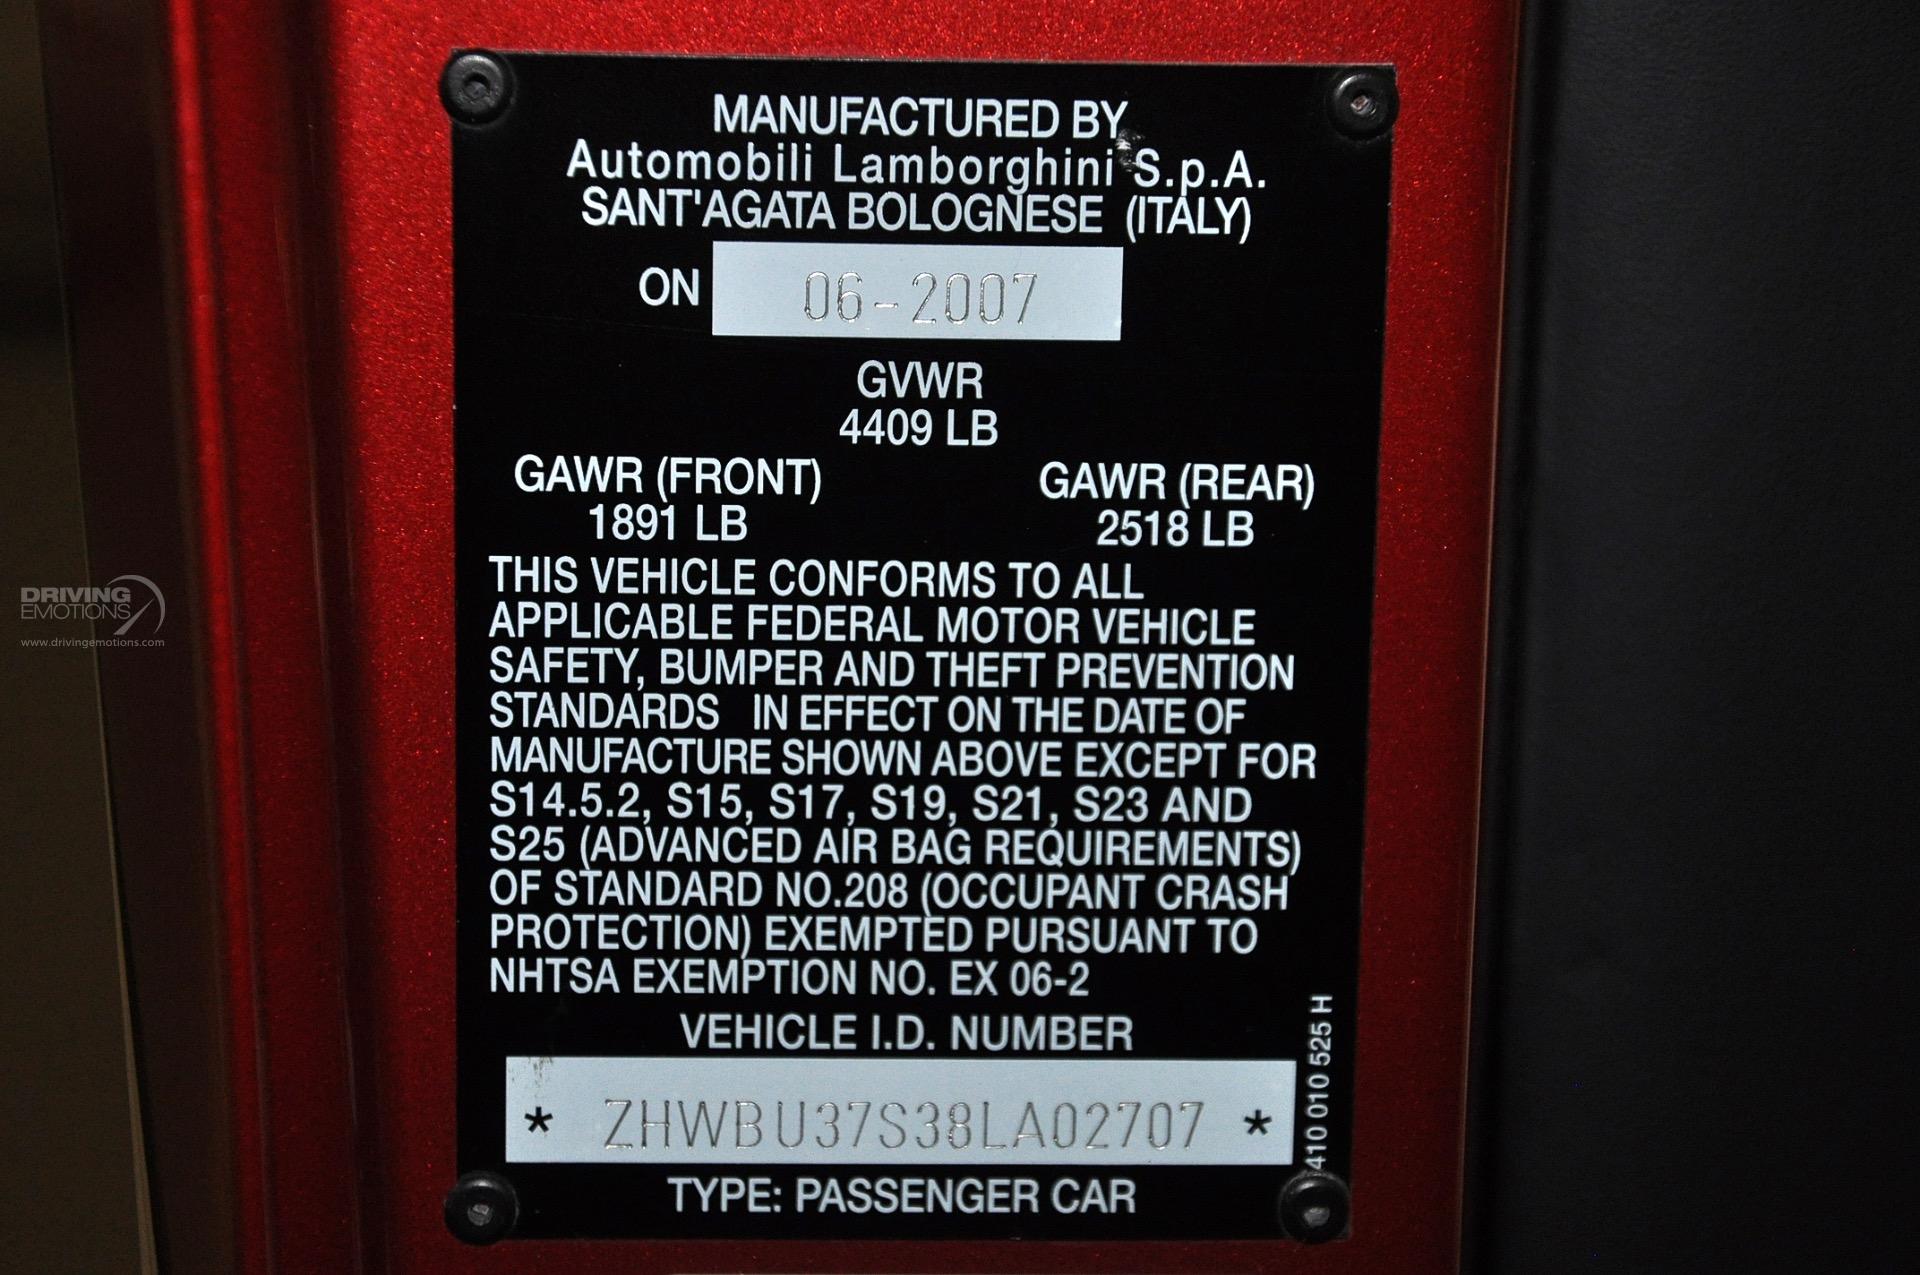 MANUFACTURED BY
Automobili Lamborghini S.p.A.
SANT'AGATA BOLOGNESE (ITALY)
ON 06-2007
GVWR
4409 LB
GAWR (FRONT) GAWR (REAR)
1891 LB 2518 LB
THIS VEHICLE CONFORMS TO ALL
APPLICABLE FEDERAL MOTOR VEHICLE
SAFETY, BUMPER AND THEFT PREVENTION
STANDARDS IN EFFECT ON THE DATE OF
MANUFACTURE SHOWN ABOVE EXCEPT FOR
S14.5.2, S15, S17, S19, S21, S23 AND
S25 (ADVANCED AIR BAG REQUIREMENTS)
OF STANDARD NO.208 (OCCUPANT CRASH
PROTECTION) EXEMPTED PURSUANT TO
NHTSA EXEMPTION NO. EX 06-2
VEHICLE I.D. NUMBER
* ZHWBU37S38LA02707 *
TYPE: PASSENGER CAR
410 010 525 H
DRIVING
EMOTIONS
www.drivingemotions.com